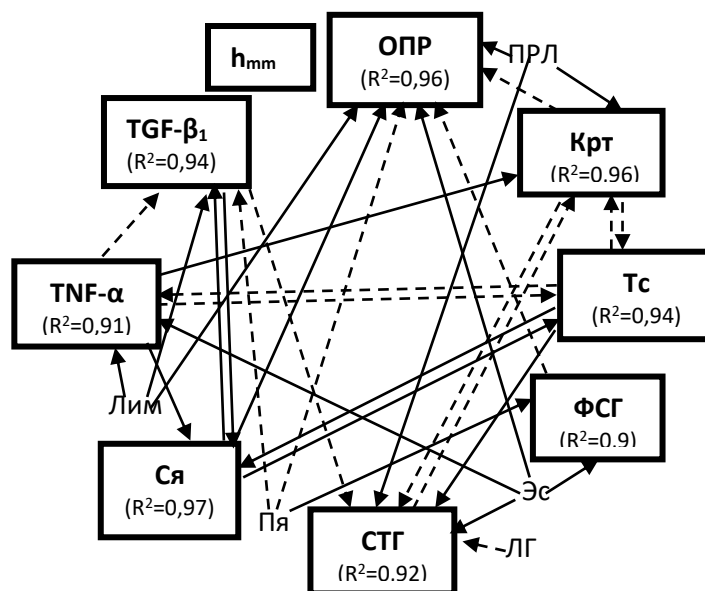 hmm
ОПР
(R²=0,96)
ПРЛ
TGF-β₁
(R²=0,94)
Крт
(R²=0.96)
TNF-α
(R²=0,91)
Тс
(R²=0,94)
Лим
ФСГ
(R²=0.9)
Ся
(R²=0,97)
Пя
Эс
СТГ
(R²=0.92)
ЛГ